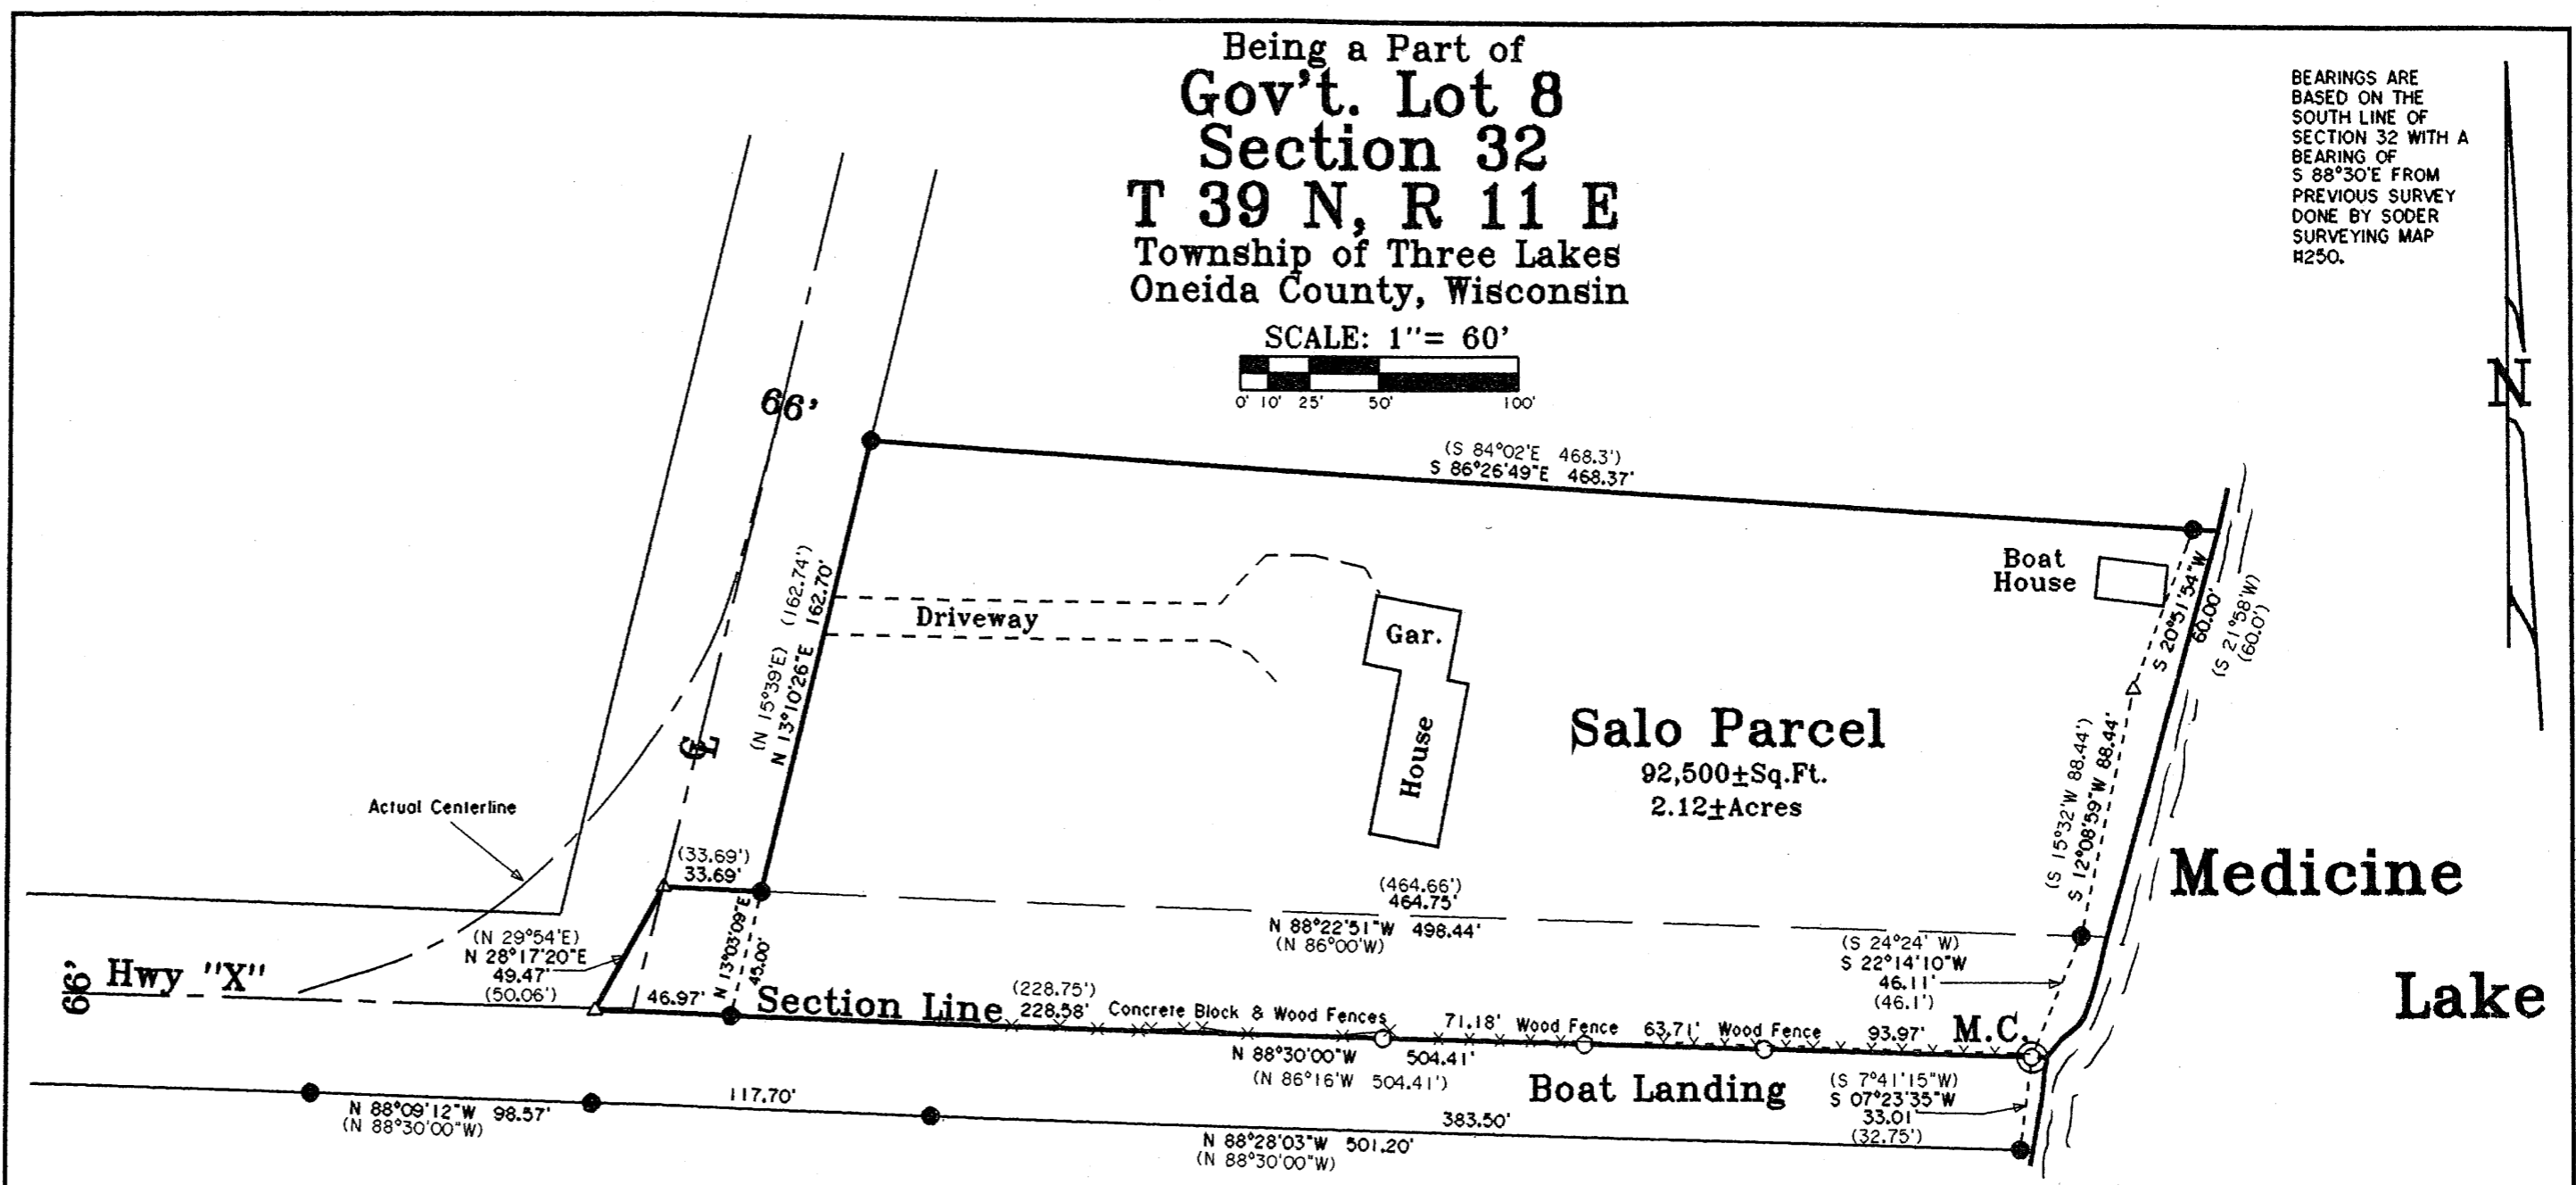 Being a Part of
Gov't. Lot 8
Section 32
T 39 N, R 11 E
Township of Three Lakes
Oneida County, Wisconsin
SCALE: 1''= 60'
0' 10' 25' 50' 100'
BEARINGS ARE
BASED ON THE
SOUTH LINE OF
SECTION 32 WITH A
BEARING OF
S 88°30'E FROM
PREVIOUS SURVEY
DONE BY SODER
SURVEYING MAP
#250.
N
66'
(S 84°02'E 468.3')
S 86°26'49"E 468.37'
Boat
House
S 20°51'54"W
60.00'
(S 21°58'W)
(60.0')
(N 15°39'E) (162.74')
N 13°10'26"E 162.70'
Driveway
Gar.
House
Salo Parcel
92,500±Sq.Ft.
2.12±Acres
(S 15°32'W 88.44')
S 12°08'59"W 88.44'
CL
Actual Centerline
(33.69')
33.69'
Medicine
Lake
(464.66')
464.75'
N 88°22'51"W 498.44'
(N 86°00'W)
(N 29°54'E)
N 28°17'20"E
49.47'
(50.06')
N 13°03'09"E
45.00'
(S 24°24' W)
S 22°14'10"W
46.11'
(46.1')
66'
Hwy "X"
46.97'
Section Line
(228.75')
228.58'
Concrete Block & Wood Fences
71.18'
Wood Fence
63.71'
Wood Fence
93.97'
M.C.
N 88°30'00"W 504.41'
(N 86°16'W 504.41')
Boat Landing
(S 7°41'15"W)
S 07°23'35"W
33.01
(32.75')
N 88°09'12"W 98.57'
(N 88°30'00"W)
117.70'
383.50'
N 88°28'03"W 501.20'
(N 88°30'00"W)